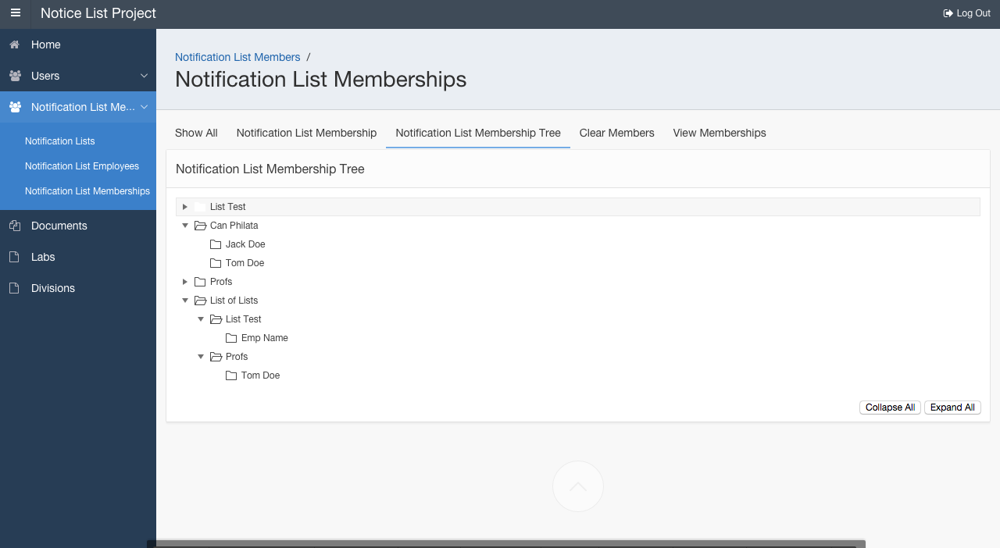 Notice List Project
Log Out
Home
Users
Notification List Me...
Notification Lists
Notification List Employees
Notification List Memberships
Documents
Labs
Divisions
Notification List Members /
Notification List Memberships
Show All Notification List Membership Notification List Membership Tree Clear Members View Memberships
Notification List Membership Tree
List Test
Can Philata
Jack Doe
Tom Doe
Profs
List of Lists
List Test
Emp Name
Profs
Tom Doe
Collapse All Expand All